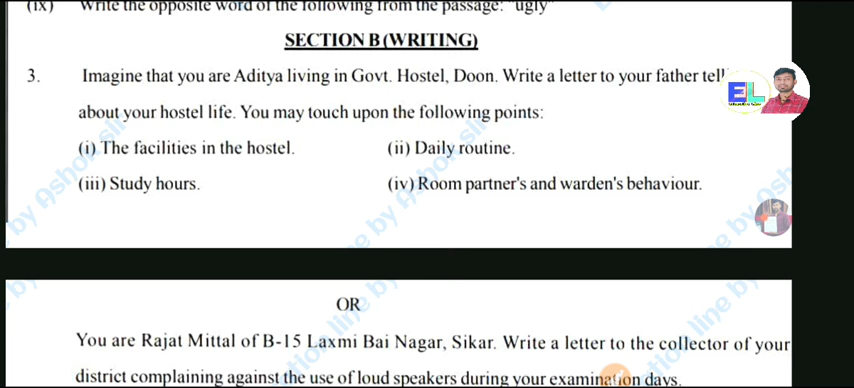 (ix) Write the opposite word of the following from the passage: "ugly"
SECTION B (WRITING)
3. Imagine that you are Aditya living in Govt. Hostel, Doon. Write a letter to your father
about your hostel life. You may touch upon the following points:
(i) The facilities in the hostel. (ii) Daily routine.
(iii) Study hours. (iv) Room partner's and warden's behaviour.
EL
OR
You are Rajat Mittal of B-15 Laxmi Bai Nagar, Sikar. Write a letter to the collector of your
district complaining against the use of loud speakers during your examination days.